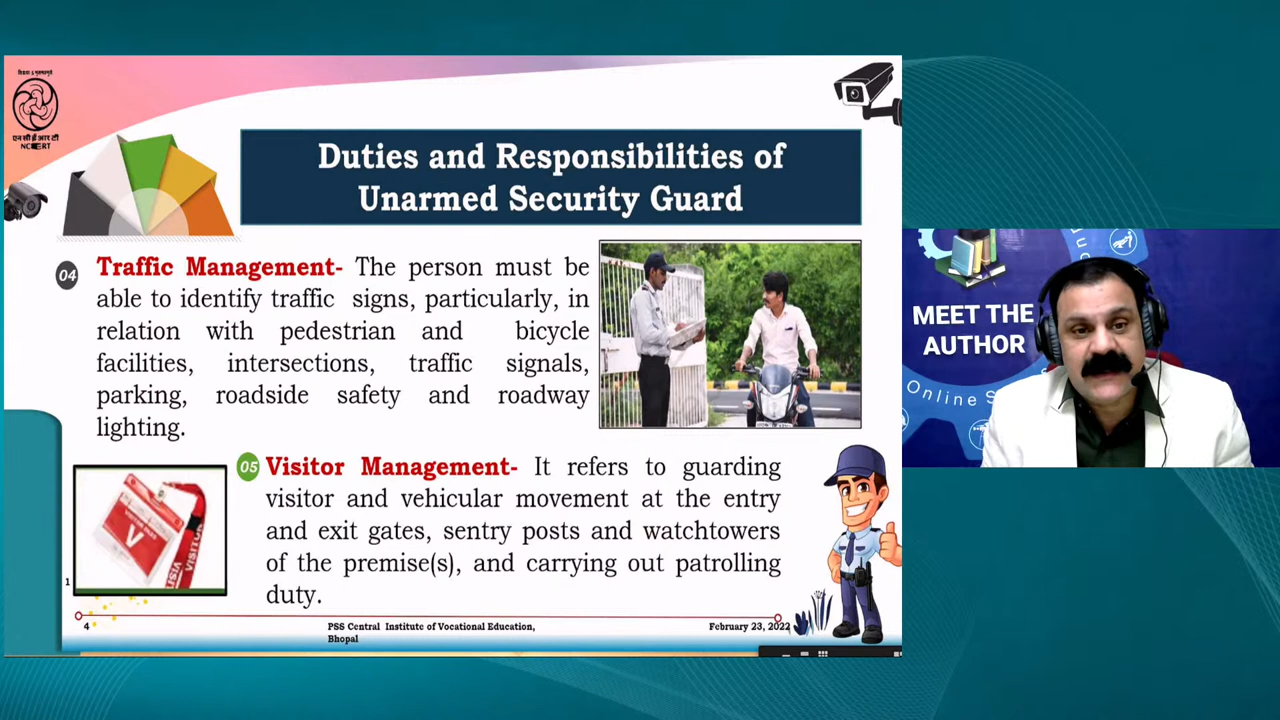 एन सी ई आर टी
NCERT
Duties and Responsibilities of
Unarmed Security Guard
04
Traffic Management- The person must be
able to identify traffic signs, particularly, in
relation with pedestrian and bicycle
facilities, intersections, traffic signals,
parking, roadside safety and roadway
lighting.
05
Visitor Management- It refers to guarding
visitor and vehicular movement at the entry
and exit gates, sentry posts and watchtowers
of the premise(s), and carrying out patrolling
duty.
V
VISITOR
1
4
PSS Central Institute of Vocational Education,
Bhopal
February 23, 2022
MEET THE
AUTHOR
Online S